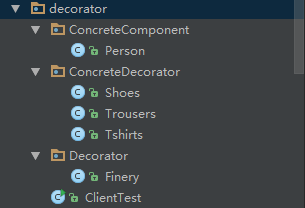 decorator
ConcreteComponent
Person
ConcreteDecorator
Shoes
Trousers
Tshirts
Decorator
Finery
ClientTest